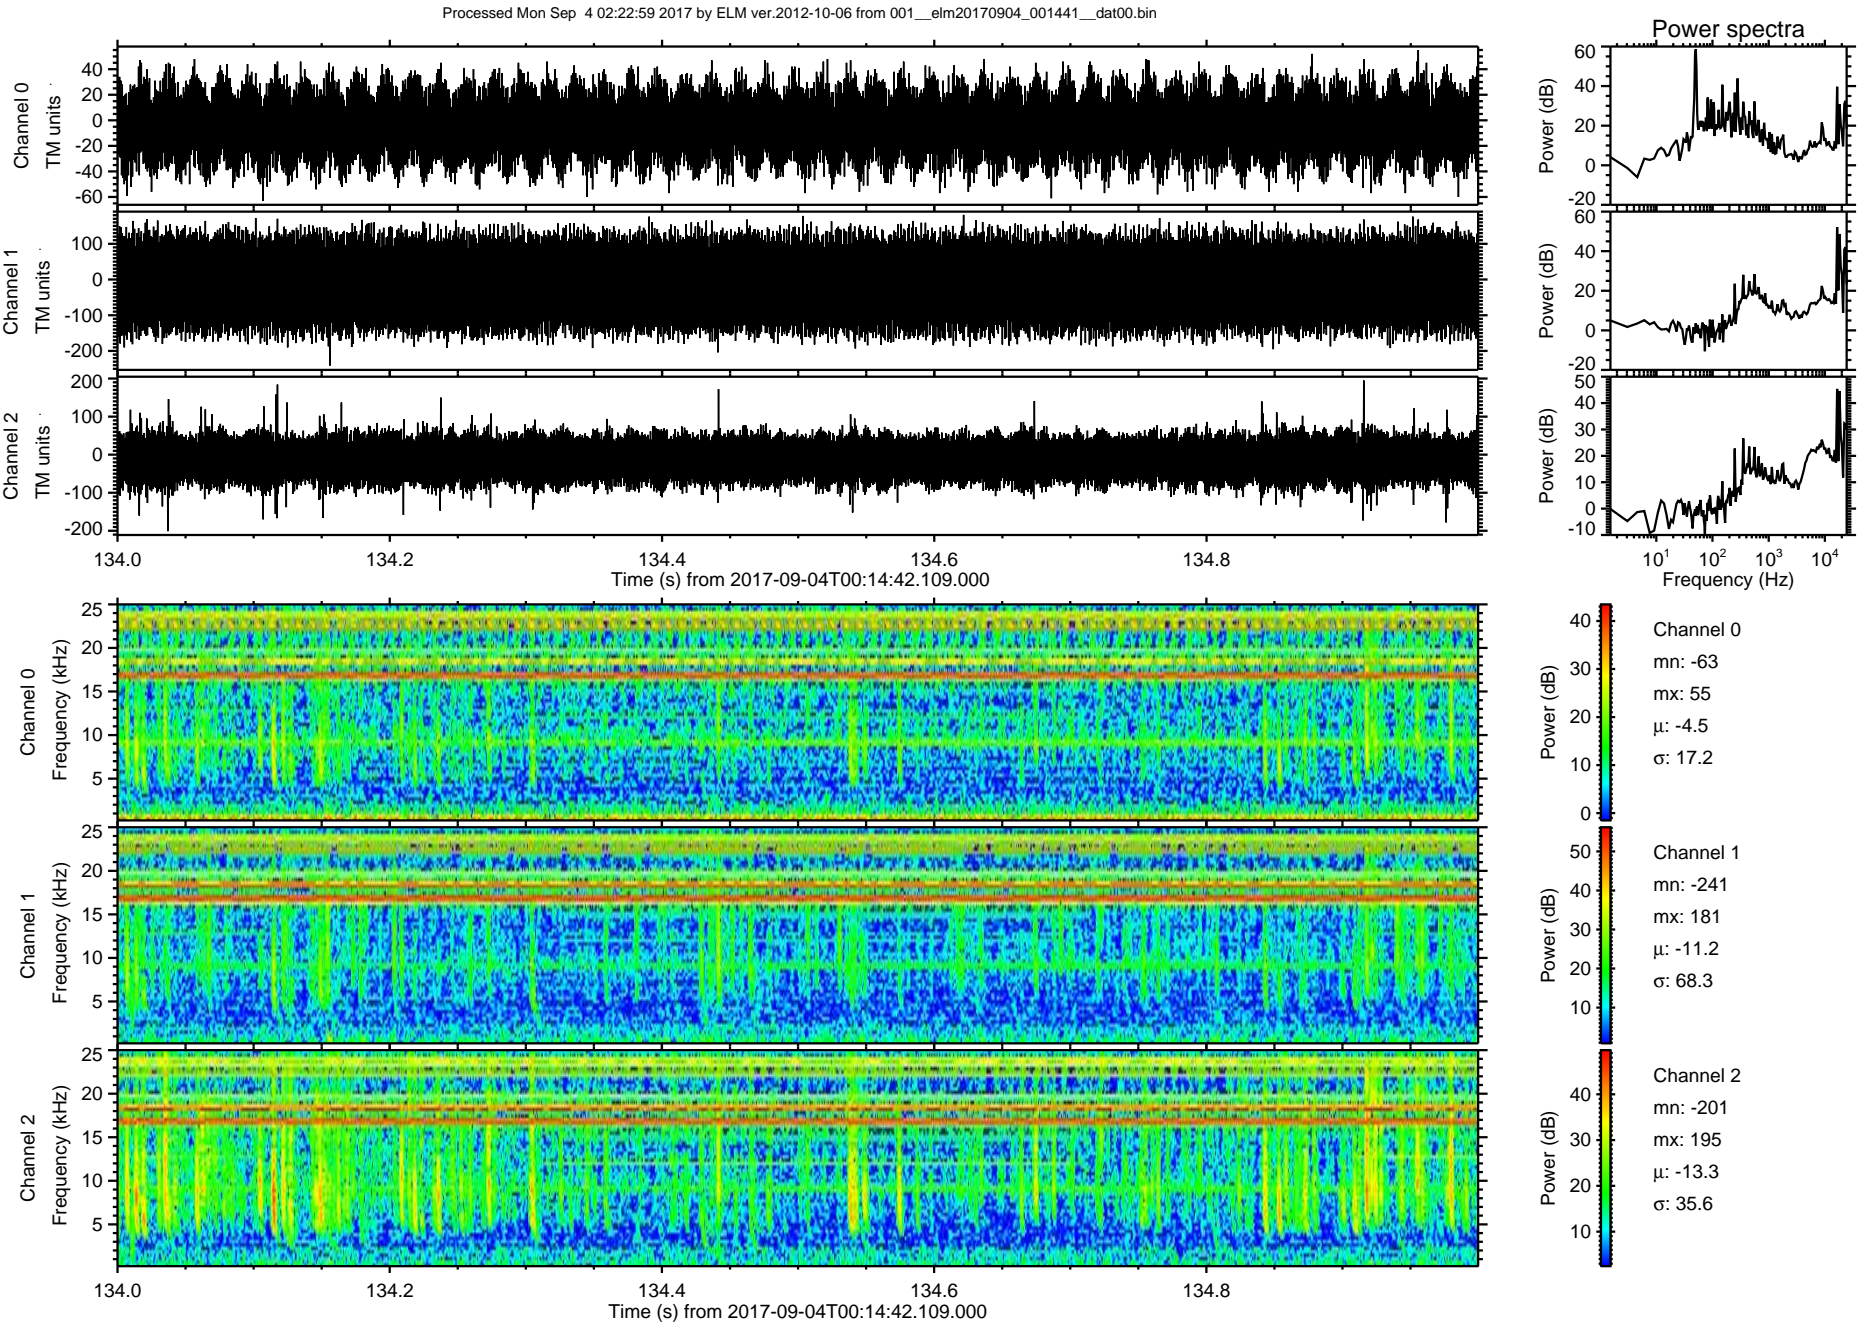 Processed Mon Sep  4 02:22:59 2017 by ELM ver.2012-10-06 from 001__elm20170904_001441__dat00.bin
Power spectra
Channel 0
TM units
40
20
0
-20
-40
-60
Power (dB)
60
40
20
0
-20
Channel 1
TM units
100
0
-100
-200
Power (dB)
60
40
20
0
-20
Channel 2
TM units
200
100
0
-100
-200
Power (dB)
50
40
30
20
10
0
-10
134.0 134.2 134.4 134.6 134.8
Time (s) from 2017-09-04T00:14:42.109.000
10¹ 10² 10³ 10⁴
Frequency (Hz)
Channel 0
Frequency (kHz)
25
20
15
10
5
Power (dB)
40
30
20
10
0
Channel 0
mn: -63
mx: 55
μ: -4.5
σ: 17.2
Channel 1
Frequency (kHz)
25
20
15
10
5
Power (dB)
50
40
30
20
10
Channel 1
mn: -241
mx: 181
μ: -11.2
σ: 68.3
Channel 2
Frequency (kHz)
25
20
15
10
5
Power (dB)
40
30
20
10
Channel 2
mn: -201
mx: 195
μ: -13.3
σ: 35.6
134.0 134.2 134.4 134.6 134.8
Time (s) from 2017-09-04T00:14:42.109.000